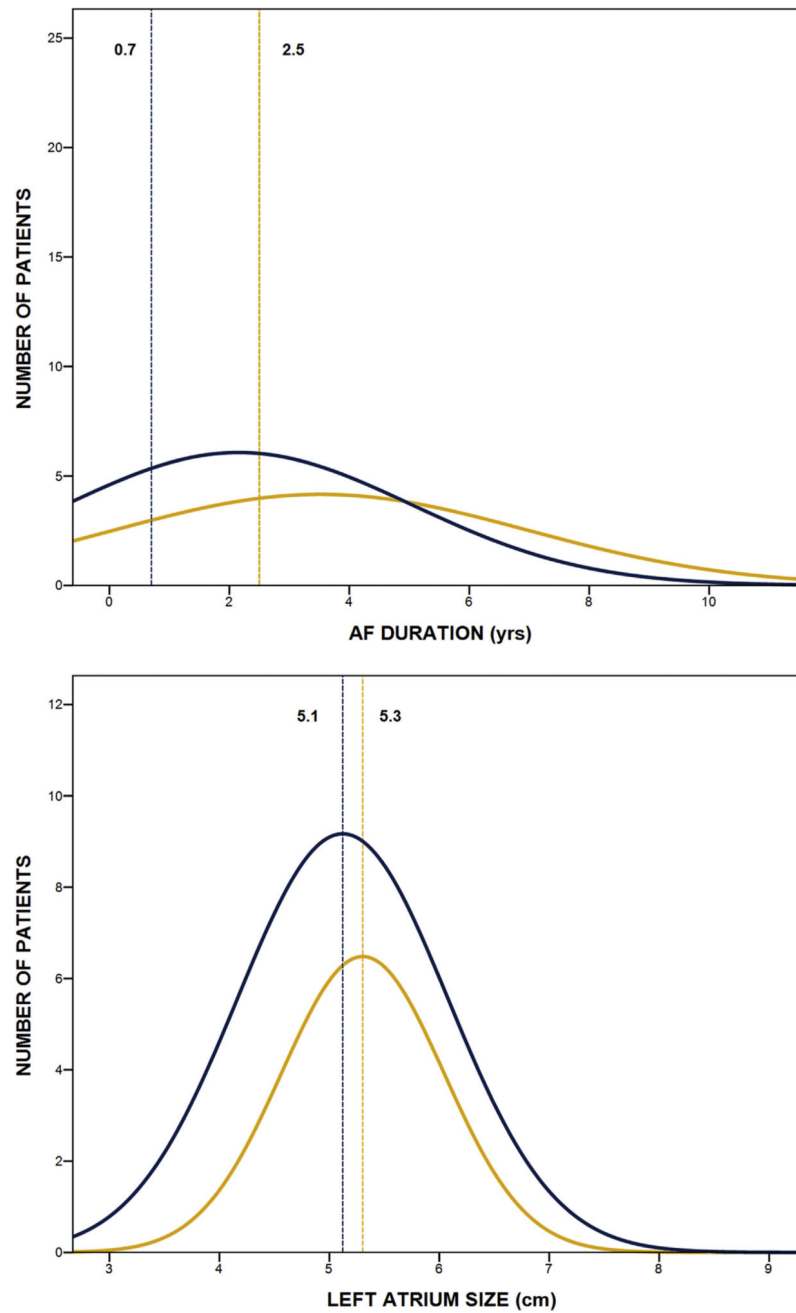 0.7 2.5
25
20
15
10
5
0
NUMBER OF PATIENTS
0 2 4 6 8 10
AF DURATION (yrs)
5.1 5.3
12
10
8
6
4
2
0
NUMBER OF PATIENTS
3 4 5 6 7 8 9
LEFT ATRIUM SIZE (cm)